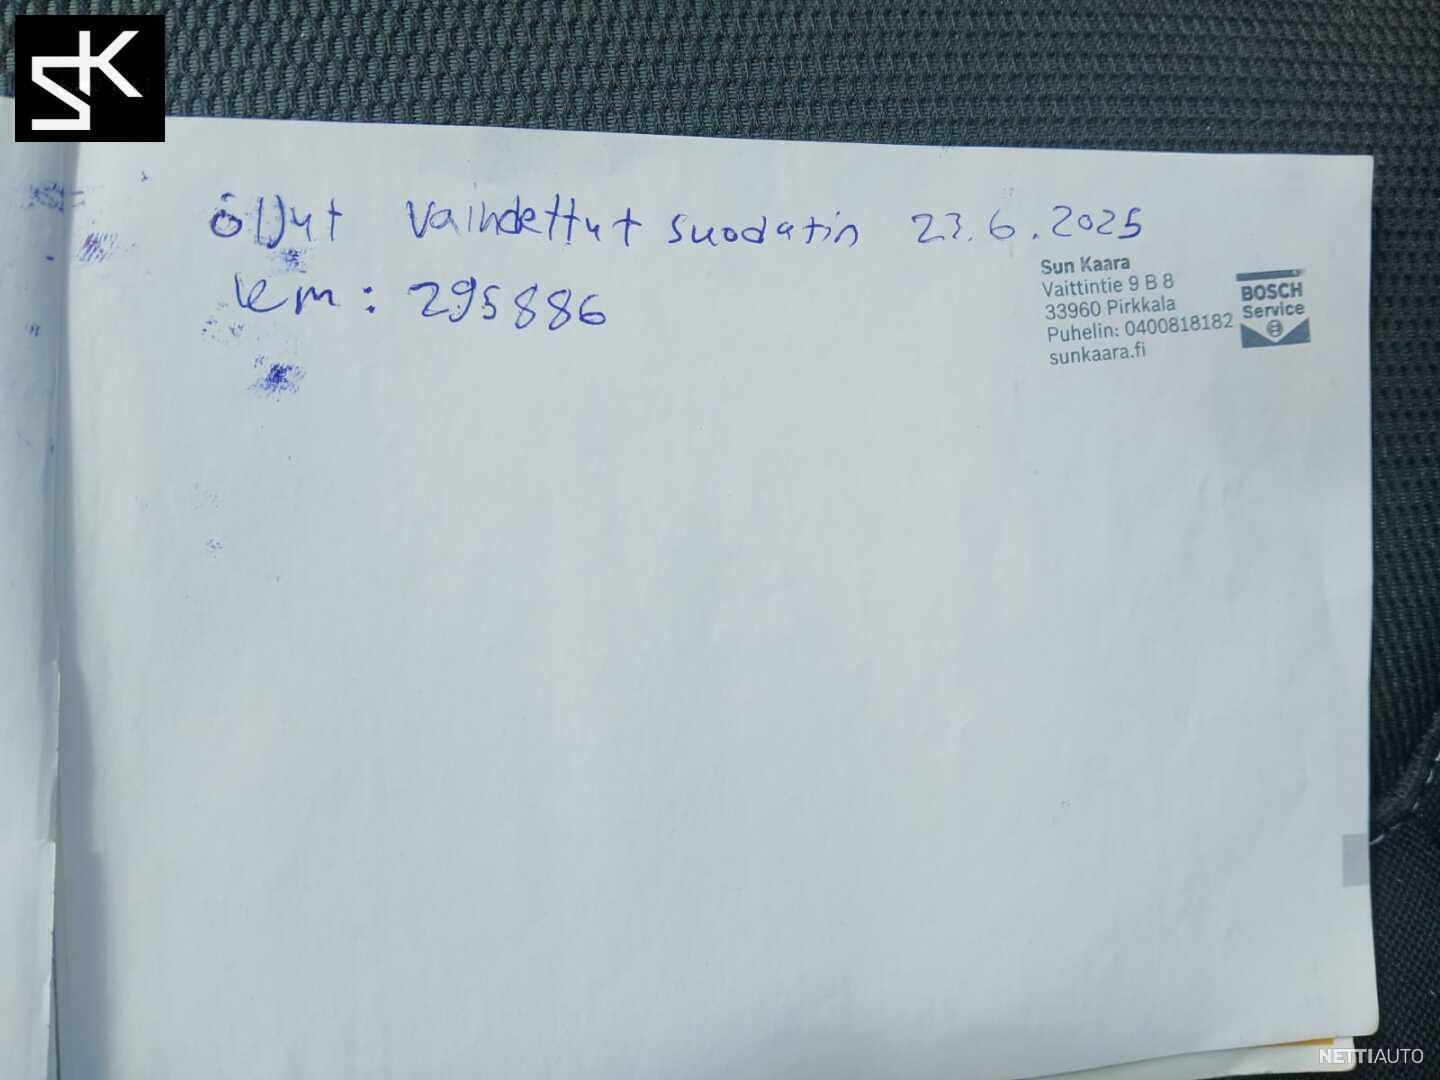 SK
öljyt vaihdettut suodatin 23.6.2025
km: 295886
Sun Kaara
Vaittintie 9 B 8
33960 Pirkkala
Puhelin: 0400818182
sunkaara.fi
BOSCH
Service
NETTIAUTO